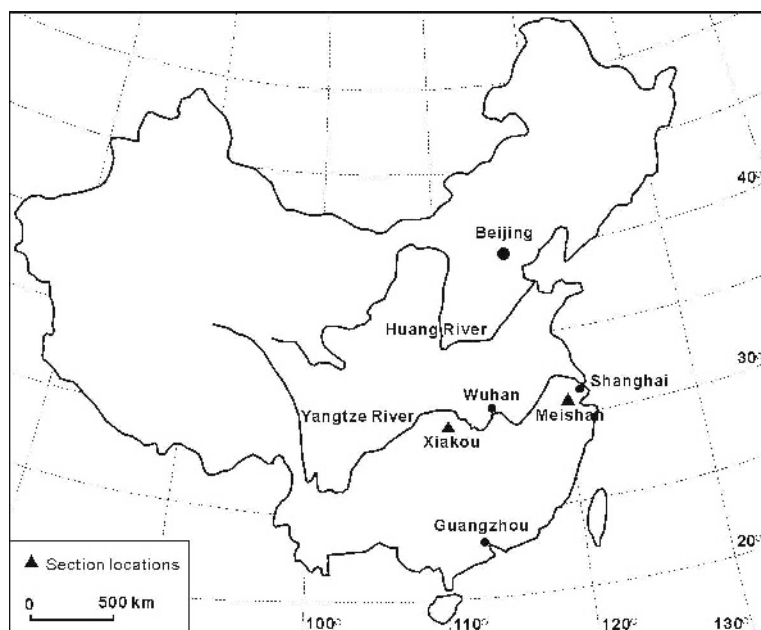 40°
Beijing
Huang River
30°
Shanghai
Wuhan
Yangtze River
Meishan
Xiakou
Guangzhou
20°
Section locations
0 500 km
100° 110° 120° 130°